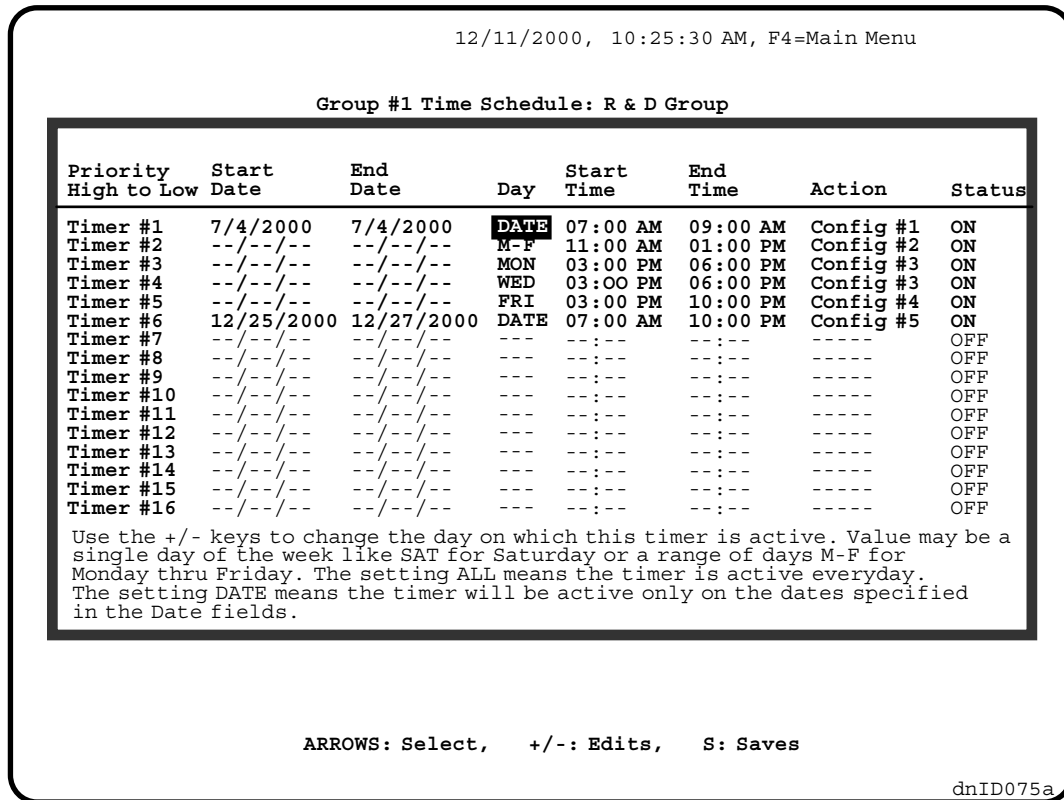 12/11/2000, 10:25:30 AM, F4=Main Menu
Group #1 Time Schedule: R & D Group
Priority Start End Start End
High to Low Date Date Day Time Time Action Status
Timer #1 7/4/2000 7/4/2000 DATE 07:00 AM 09:00 AM Config #1 ON
Timer #2 --/--/-- --/--/-- M-F 11:00 AM 01:00 PM Config #2 ON
Timer #3 --/--/-- --/--/-- MON 03:00 PM 06:00 PM Config #3 ON
Timer #4 --/--/-- --/--/-- WED 03:OO PM 06:00 PM Config #3 ON
Timer #5 --/--/-- --/--/-- FRI 03:00 PM 10:00 PM Config #4 ON
Timer #6 12/25/2000 12/27/2000 DATE 07:00 AM 10:00 PM Config #5 ON
Timer #7 --/--/-- --/--/-- --- --:-- --:-- ----- OFF
Timer #8 --/--/-- --/--/-- --- --:-- --:-- ----- OFF
Timer #9 --/--/-- --/--/-- --- --:-- --:-- ----- OFF
Timer #10 --/--/-- --/--/-- --- --:-- --:-- ----- OFF
Timer #11 --/--/-- --/--/-- --- --:-- --:-- ----- OFF
Timer #12 --/--/-- --/--/-- --- --:-- --:-- ----- OFF
Timer #13 --/--/-- --/--/-- --- --:-- --:-- ----- OFF
Timer #14 --/--/-- --/--/-- --- --:-- --:-- ----- OFF
Timer #15 --/--/-- --/--/-- --- --:-- --:-- ----- OFF
Timer #16 --/--/-- --/--/-- --- --:-- --:-- ----- OFF
Use the +/- keys to change the day on which this timer is active. Value may be a
single day of the week like SAT for Saturday or a range of days M-F for
Monday thru Friday. The setting ALL means the timer is active everyday.
The setting DATE means the timer will be active only on the dates specified
in the Date fields.
ARROWS: Select, +/-: Edits, S: Saves
dnID075a